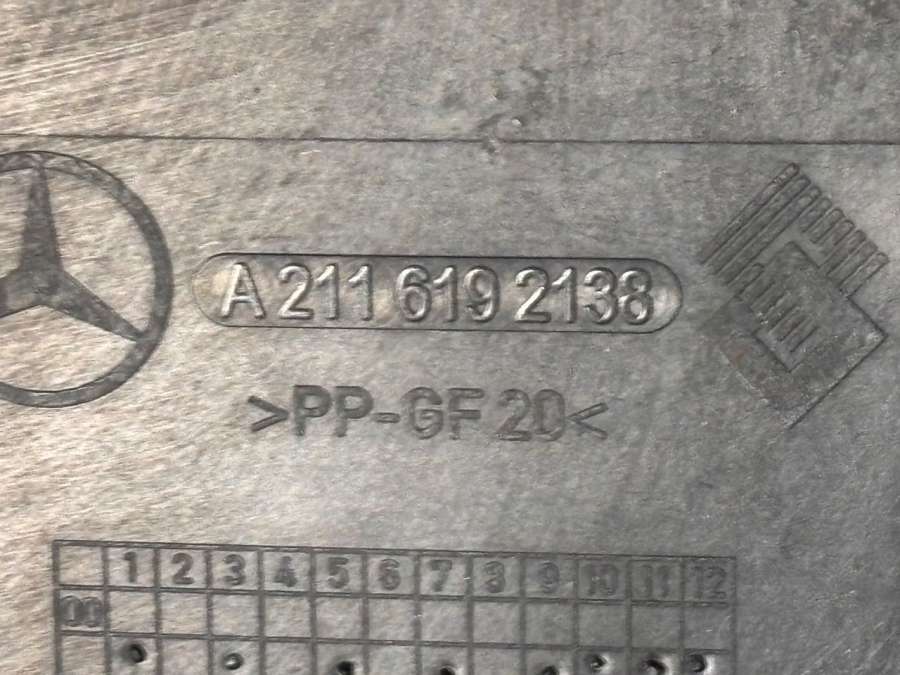 A 211 619 2138
>PP-GF 20<
1 2 3 4 5 6 7 8 9 10 11 12
00